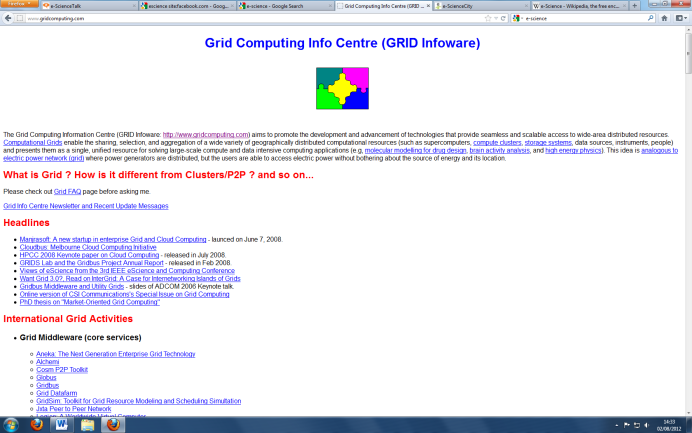 e-ScienceTalk
escience site:facebook.com - Goog...
e-science - Google Search
Grid Computing Info Centre (GRID ...
e-ScienceCity
e-Science - Wikipedia, the free enc...
www.gridcomputing.com
e-science
Grid Computing Info Centre (GRID Infoware)
The Grid Computing Information Centre (GRID Infoware: http://www.gridcomputing.com) aims to promote the development and advancement of technologies that provide seamless and scalable access to wide-area distributed resources.
Computational Grids enable the sharing, selection, and aggregation of a wide variety of geographically distributed computational resources (such as supercomputers, compute clusters, storage systems, data sources, instruments, people)
and presents them as a single, unified resource for solving large-scale compute and data intensive computing applications (e.g, molecular modelling for drug design, brain activity analysis, and high energy physics). This idea is analogous to
electric power network (grid) where power generators are distributed, but the users are able to access electric power without bothering about the source of energy and its location.
What is Grid ? How is it different from Clusters/P2P ? and so on...
Please check out Grid FAQ page before asking me.
Grid Info Centre Newsletter and Recent Update Messages
Headlines
Manjrasoft: A new startup in enterprise Grid and Cloud Computing - launced on June 7, 2008.
Cloudbus: Melbourne Cloud Computing Initiative
HPCC 2008 Keynote paper on Cloud Computing - released in July 2008.
GRIDS Lab and the Gridbus Project Annual Report - released in Feb 2008.
Views of eScience from the 3rd IEEE eScience and Computing Conference
Want Grid 3.0?, Read on InterGrid: A Case for Internetworking Islands of Grids
Gridbus Middleware and Utility Grids - slides of ADCOM 2006 Keynote talk.
Online version of CSI Communications's Special Issue on Grid Computing
PhD thesis on "Market-Oriented Grid Computing"
International Grid Activities
Grid Middleware (core services)
Aneka: The Next Generation Enterprise Grid Technology
Alchemi
Cosm P2P Toolkit
Globus
Gridbus
Grid Datafarm
GridSim: Toolkit for Grid Resource Modeling and Scheduling Simultation
Jxta Peer to Peer Network
Legion: A Worldwide Virtual Computer
14:33
02/08/2012